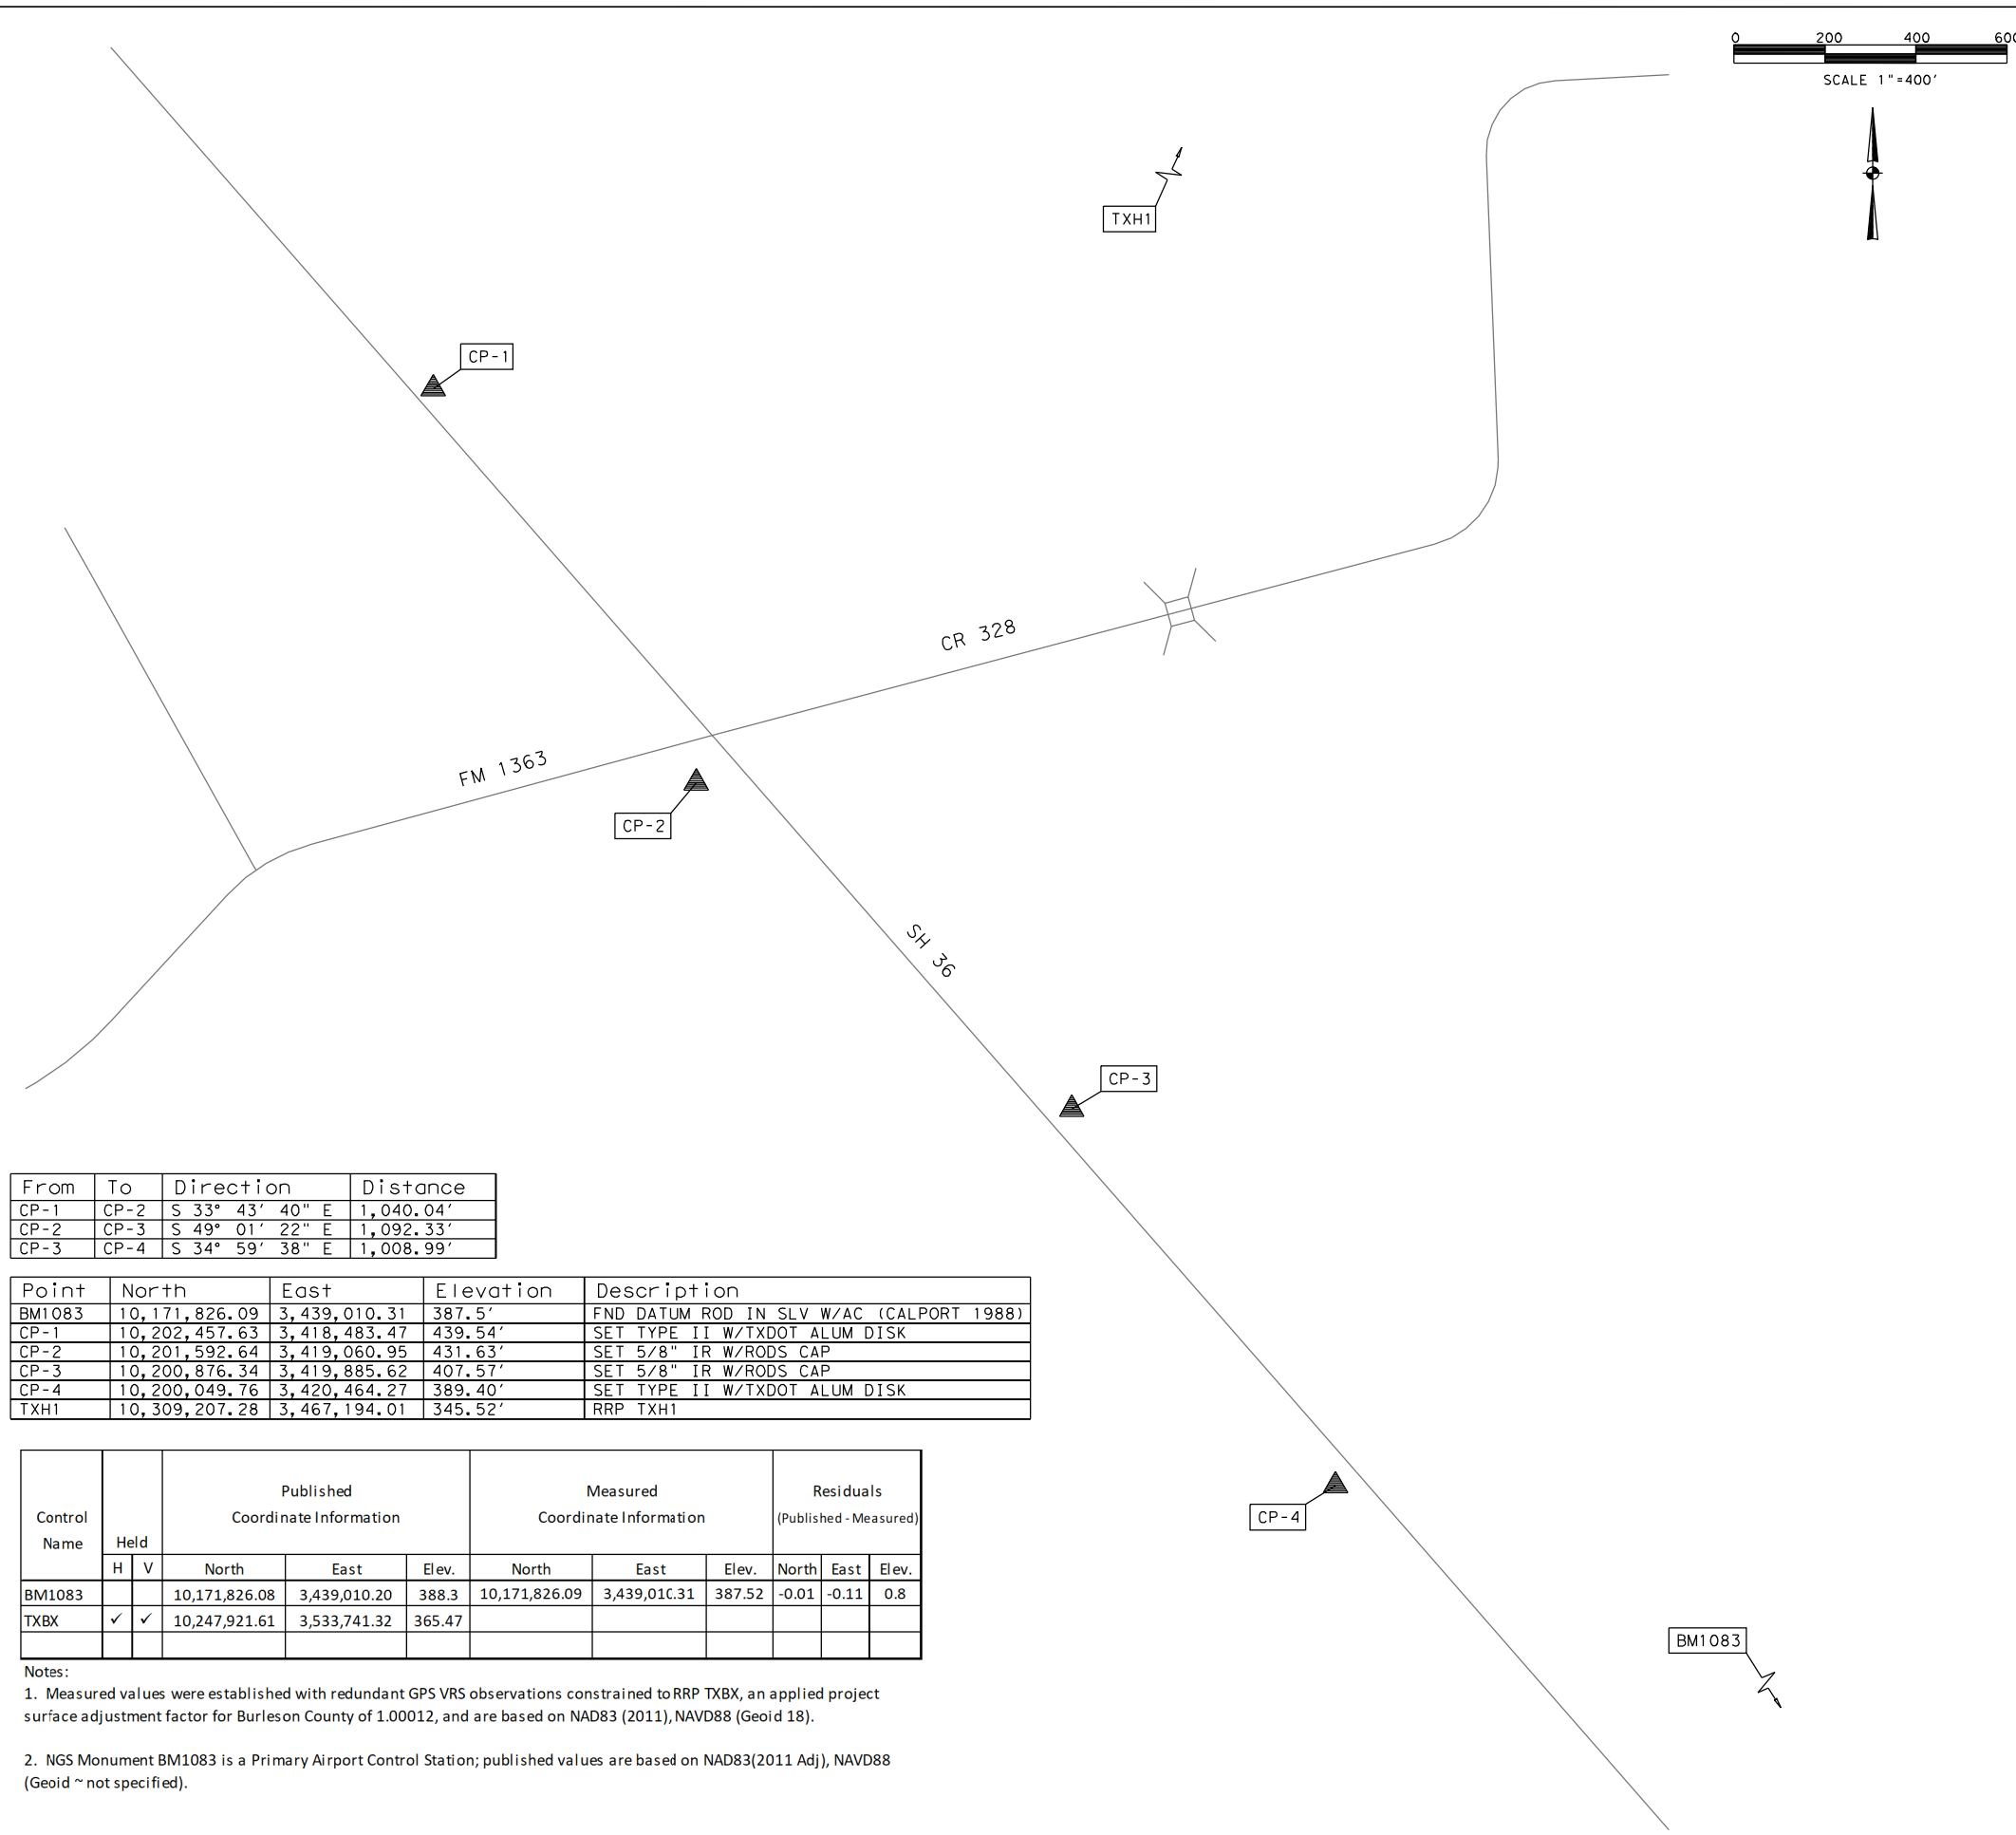 0 200 400 600
SCALE 1"=400'
TXH1
CP-1
CR 328
FM 1363
CP-2
SH 36
CP-3
From To Direction Distance
CP-1 CP-2 S 33° 43' 40" E 1,040.04'
CP-2 CP-3 S 49° 01' 22" E 1,092.33'
CP-3 CP-4 S 34° 59' 38" E 1,008.99'
Point North East Elevation Description
BM1083 10,171,826.09 3,439,010.31 387.5' FND DATUM ROD IN SLV W/AC (CALPORT 1988)
CP-1 10,202,457.63 3,418,483.47 439.54' SET TYPE II W/TXDOT ALUM DISK
CP-2 10,201,592.64 3,419,060.95 431.63' SET 5/8" IR W/RODS CAP
CP-3 10,200,876.34 3,419,885.62 407.57' SET 5/8" IR W/RODS CAP
CP-4 10,200,049.76 3,420,464.27 389.40' SET TYPE II W/TXDOT ALUM DISK
TXH1 10,309,207.28 3,467,194.01 345.52' RRP TXH1
CP-4
Published Measured Residuals
Control Coordinate Information Coordinate Information (Published - Measured)
Name Held
H V North East Elev. North East Elev. North East Elev.
BM1083 10,171,826.08 3,439,010.20 388.3 10,171,826.09 3,439,010.31 387.52 -0.01 -0.11 0.8
TXBX ✓ ✓ 10,247,921.61 3,533,741.32 365.47
BM1083
Notes:
1. Measured values were established with redundant GPS VRS observations constrained to RRP TXBX, an applied project
surface adjustment factor for Burleson County of 1.00012, and are based on NAD83 (2011), NAVD88 (Geoid 18).
2. NGS Monument BM1083 is a Primary Airport Control Station; published values are based on NAD83(2011 Adj), NAVD88
(Geoid ~ not specified).